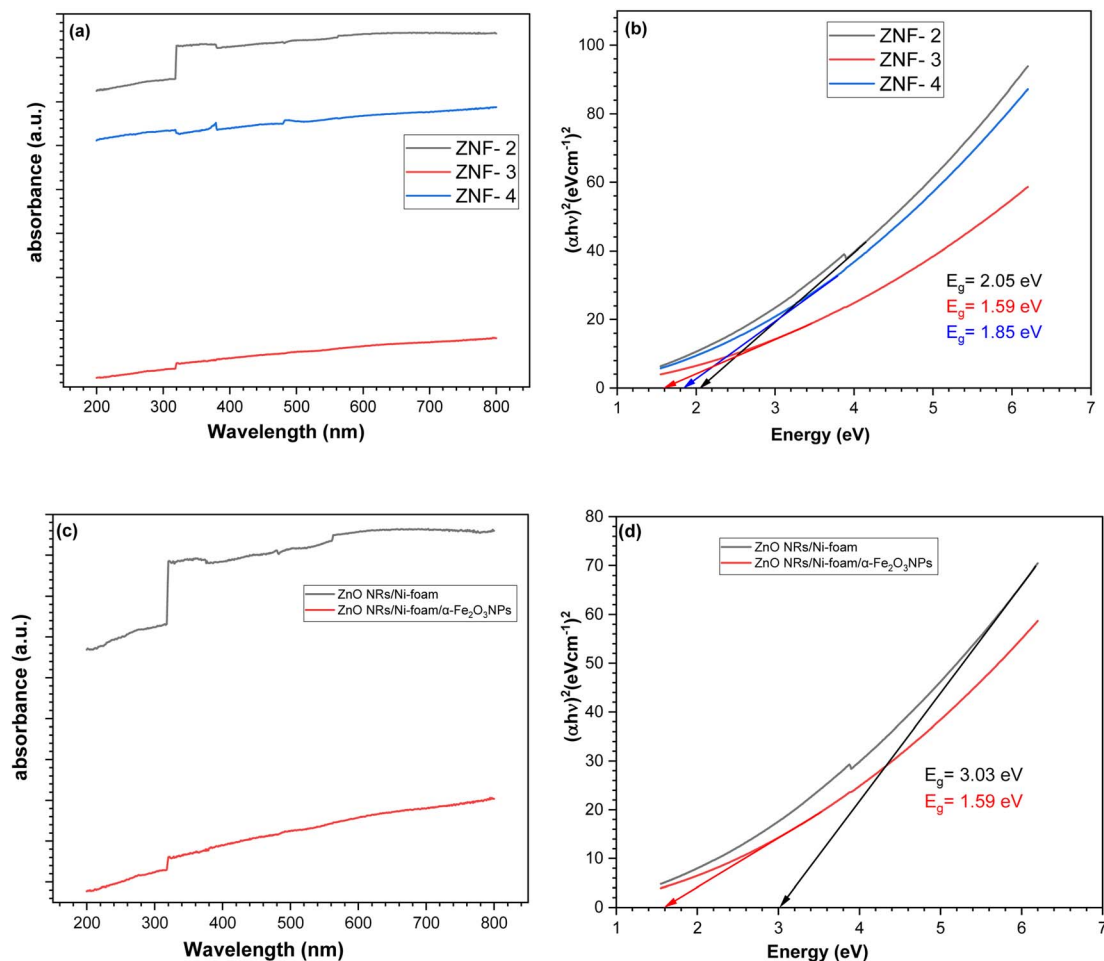 (a)
ZNF- 2
ZNF- 3
ZNF- 4
absorbance (a.u.)
200 300 400 500 600 700 800
Wavelength (nm)
(b)
ZNF- 2
ZNF- 3
ZNF- 4
(αhν)²(eVcm⁻¹)²
100
80
60
40
20
0
E_g= 2.05 eV
E_g= 1.59 eV
E_g= 1.85 eV
1 2 3 4 5 6 7
Energy (eV)
(c)
ZnO NRs/Ni-foam
ZnO NRs/Ni-foam/α-Fe₂O₃NPs
absorbance (a.u.)
200 300 400 500 600 700 800
Wavelength (nm)
(d)
ZnO NRs/Ni-foam
ZnO NRs/Ni-foam/α-Fe₂O₃NPs
(αhν)²(eVcm⁻¹)²
80
70
60
50
40
30
20
10
0
E_g= 3.03 eV
E_g= 1.59 eV
1 2 3 4 5 6 7
Energy (eV)